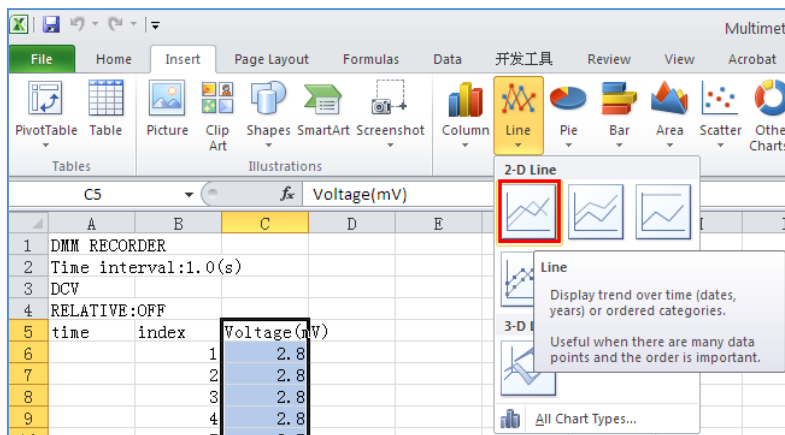 Multimet
File Home Insert Page Layout Formulas Data 开发工具 Review View Acrobat
PivotTable Table Picture Clip Art Shapes SmartArt Screenshot Column Line Pie Bar Area Scatter Othe Charts
Tables Illustrations
2-D Line
C5 fx Voltage(mV)
A B C D E I
1 DMM RECORDER
2 Time interval:1.0(s)
3 DCV
4 RELATIVE:OFF
5 time index Voltage(mV)
6 1 2.8
7 2 2.8
8 3 2.8
9 4 2.8
Line
Display trend over time (dates,
years) or ordered categories.
Useful when there are many data
points and the order is important.
3-D L
All Chart Types...